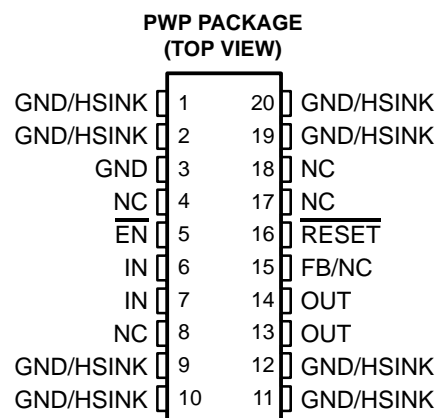 PWP PACKAGE
(TOP VIEW)
GND/HSINK 1 20 GND/HSINK
GND/HSINK 2 19 GND/HSINK
GND 3 18 NC
NC 4 17 NC
EN 5 16 RESET
IN 6 15 FB/NC
IN 7 14 OUT
NC 8 13 OUT
GND/HSINK 9 12 GND/HSINK
GND/HSINK 10 11 GND/HSINK